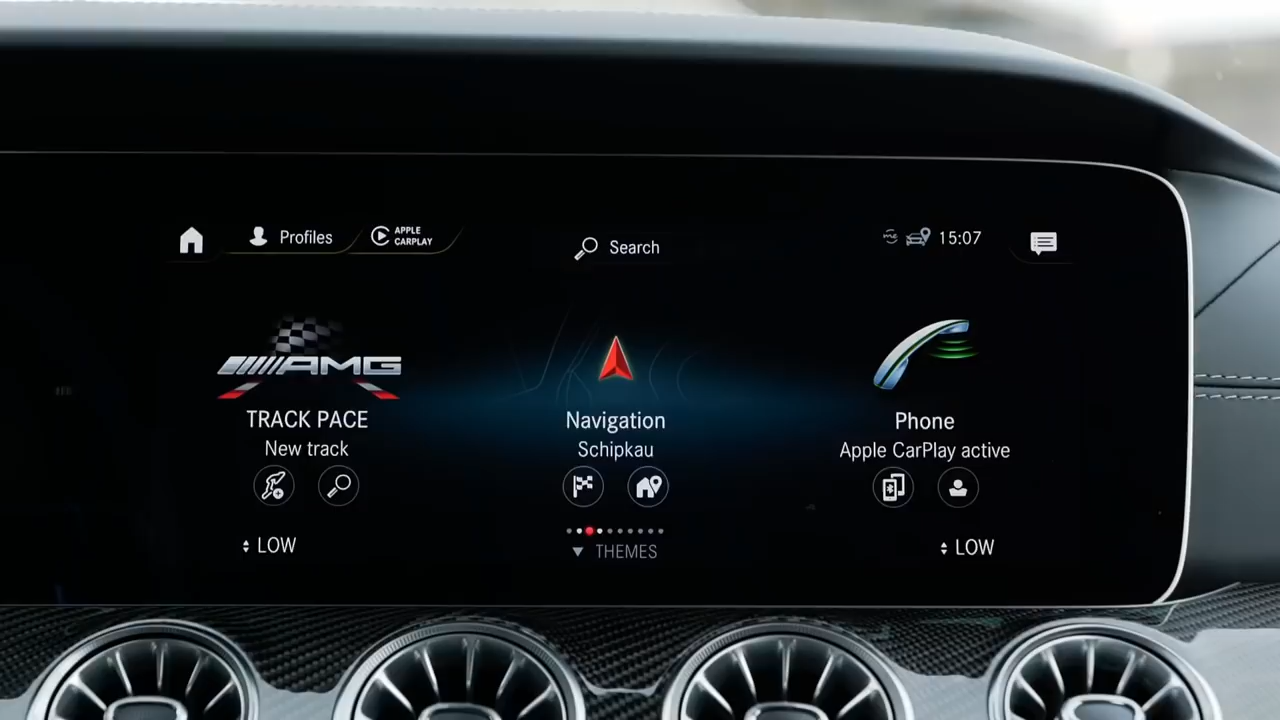 Profiles
APPLE
CARPLAY
Search
15:07
AMG
TRACK PACE
New track
Navigation
Schipkau
Phone
Apple CarPlay active
LOW
THEMES
LOW